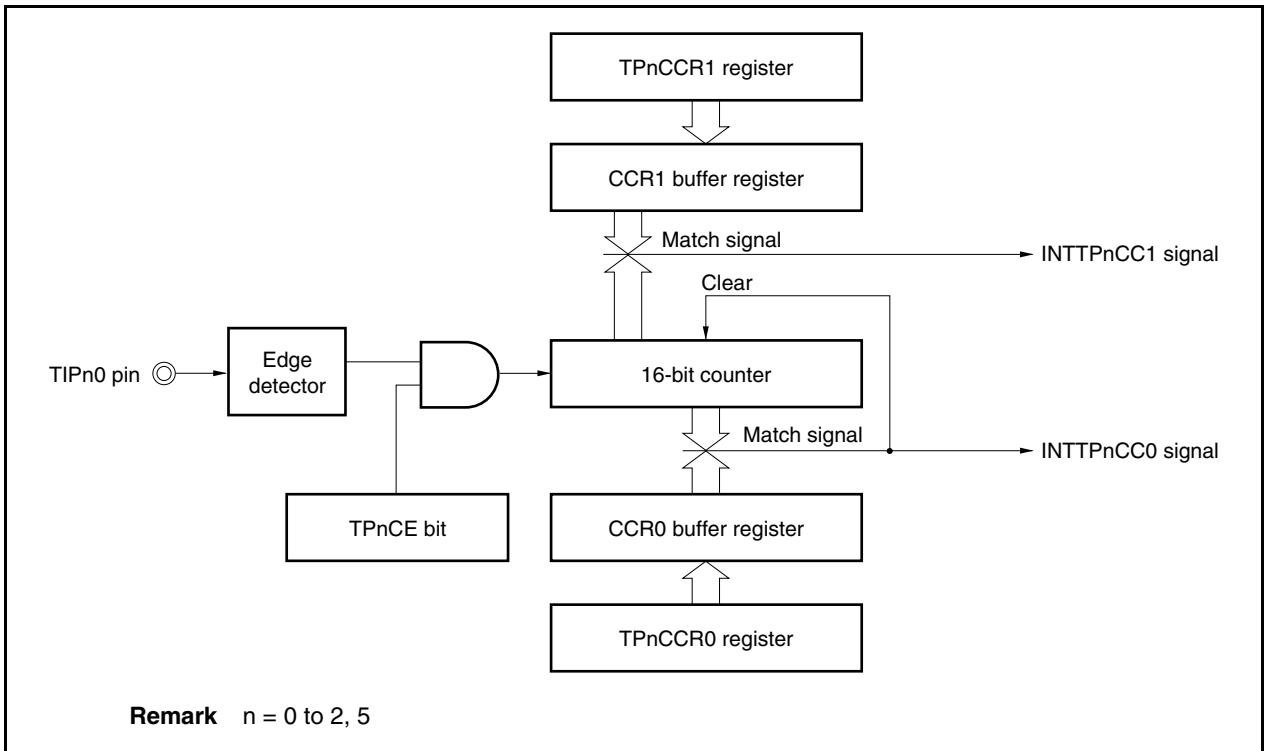 TPnCCR1 register
CCR1 buffer register
Match signal
INTTPnCC1 signal
Clear
TIPn0 pin
Edge
detector
16-bit counter
Match signal
INTTPnCC0 signal
TPnCE bit
CCR0 buffer register
TPnCCR0 register
Remark n = 0 to 2, 5